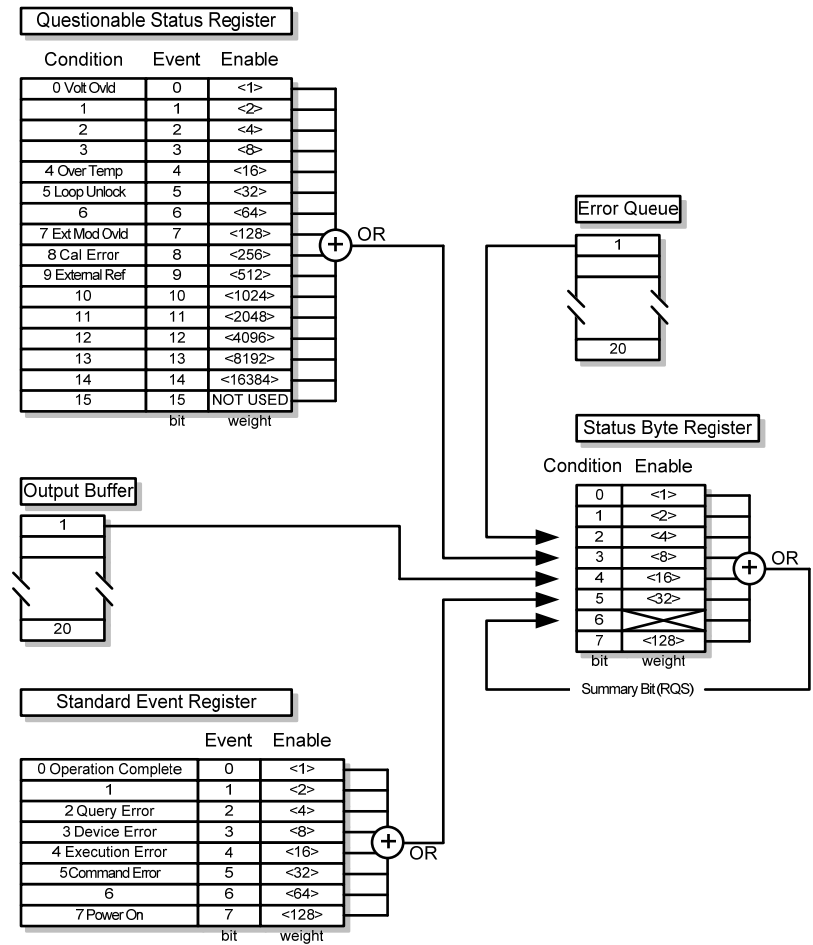 Questionable Status Register
Condition Event Enable
0 Volt Ovld 0 <1>
1 1 <2>
2 2 <4>
3 3 <8>
4 Over Temp 4 <16>
5 Loop Unlock 5 <32>
6 6 <64>
7 Ext Mod Ovld 7 <128>
8 Cal Error 8 <256>
9 External Ref 9 <512>
10 10 <1024>
11 11 <2048>
12 12 <4096>
13 13 <8192>
14 14 <16384>
15 15 NOT USED
bit weight
OR
Error Queue
1
20
Status Byte Register
Condition Enable
0 <1>
1 <2>
2 <4>
3 <8>
4 <16>
5 <32>
6
7 <128>
bit weight
OR
Summary Bit (RQS)
Output Buffer
1
20
Standard Event Register
Event Enable
0 Operation Complete 0 <1>
1 1 <2>
2 Query Error 2 <4>
3 Device Error 3 <8>
4 Execution Error 4 <16>
5 Command Error 5 <32>
6 6 <64>
7 Power On 7 <128>
bit weight
OR